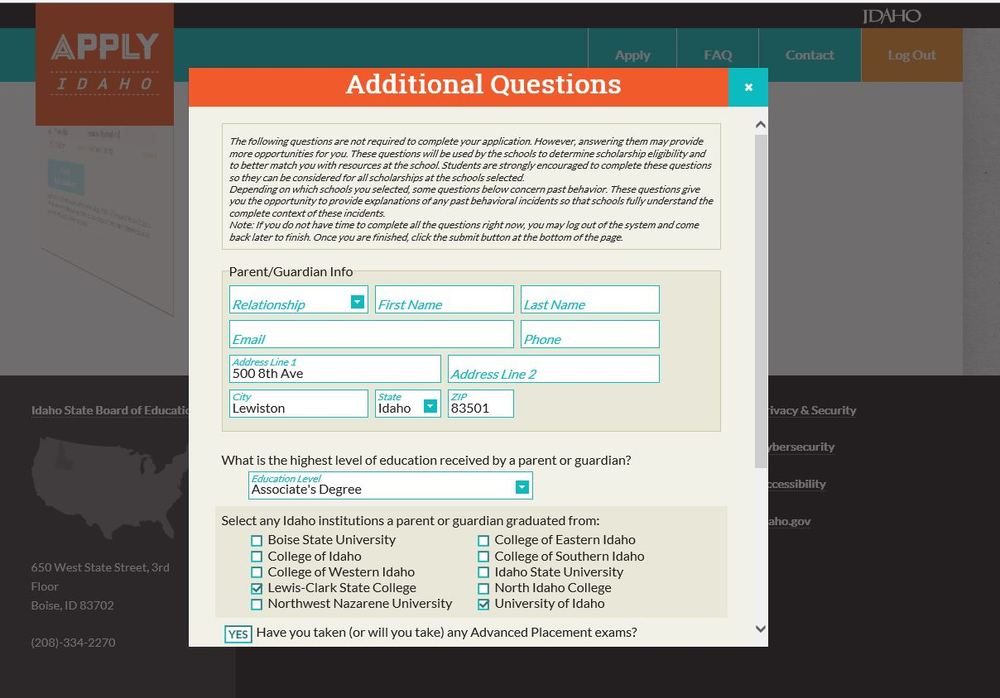 IDAHO
APPLY
IDAHO
Apply
FAQ
Contact
Log Out
Additional Questions
The following questions are not required to complete your application. However, answering them may provide
more opportunities for you. These questions will be used by the schools to determine scholarship eligibility and
to better match you with resources at the school. Students are strongly encouraged to complete these questions
so they can be considered for all scholarships at the schools selected.
Depending on which schools you selected, some questions below concern past behavior. These questions give
you the opportunity to provide explanations of any past behavioral incidents so that schools fully understand the
complete context of these incidents.
Note: If you do not have time to complete all the questions right now, you may log out of the system and come
back later to finish. Once you are finished, click the submit button at the bottom of the page.
Parent/Guardian Info
Relationship
First Name
Last Name
Email
Phone
Address Line 1
500 8th Ave
Address Line 2
City
Lewiston
State
Idaho
ZIP
83501
What is the highest level of education received by a parent or guardian?
Education Level
Associate's Degree
Select any Idaho institutions a parent or guardian graduated from:
Boise State University
College of Eastern Idaho
College of Idaho
College of Southern Idaho
College of Western Idaho
Idaho State University
Lewis-Clark State College
North Idaho College
Northwest Nazarene University
University of Idaho
YES Have you taken (or will you take) any Advanced Placement exams?
Idaho State Board of Educatio
650 West State Street, 3rd
Floor
Boise, ID 83702
(208)-334-2270
rivacy & Security
ybersecurity
ccessibility
aho.gov